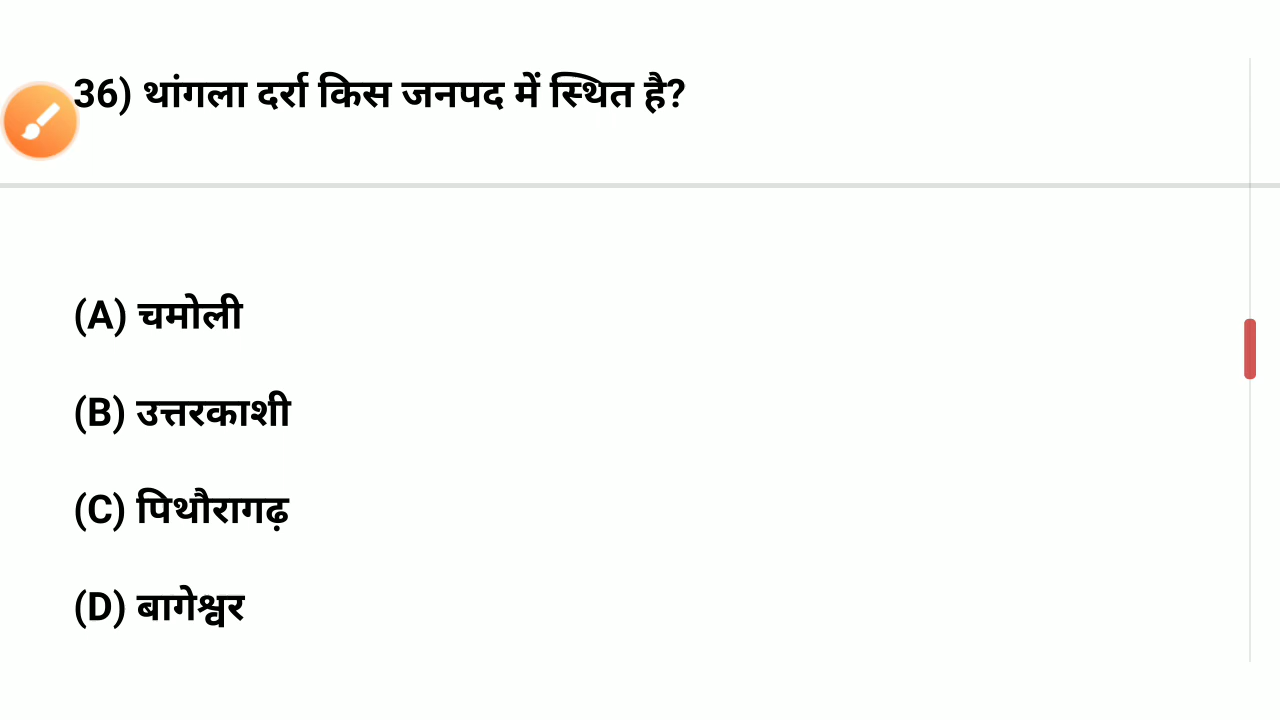 36) थांगला दर्रा किस जनपद में स्थित है?
(A) चमोली
(B) उत्तरकाशी
(C) पिथौरागढ़
(D) बागेश्वर